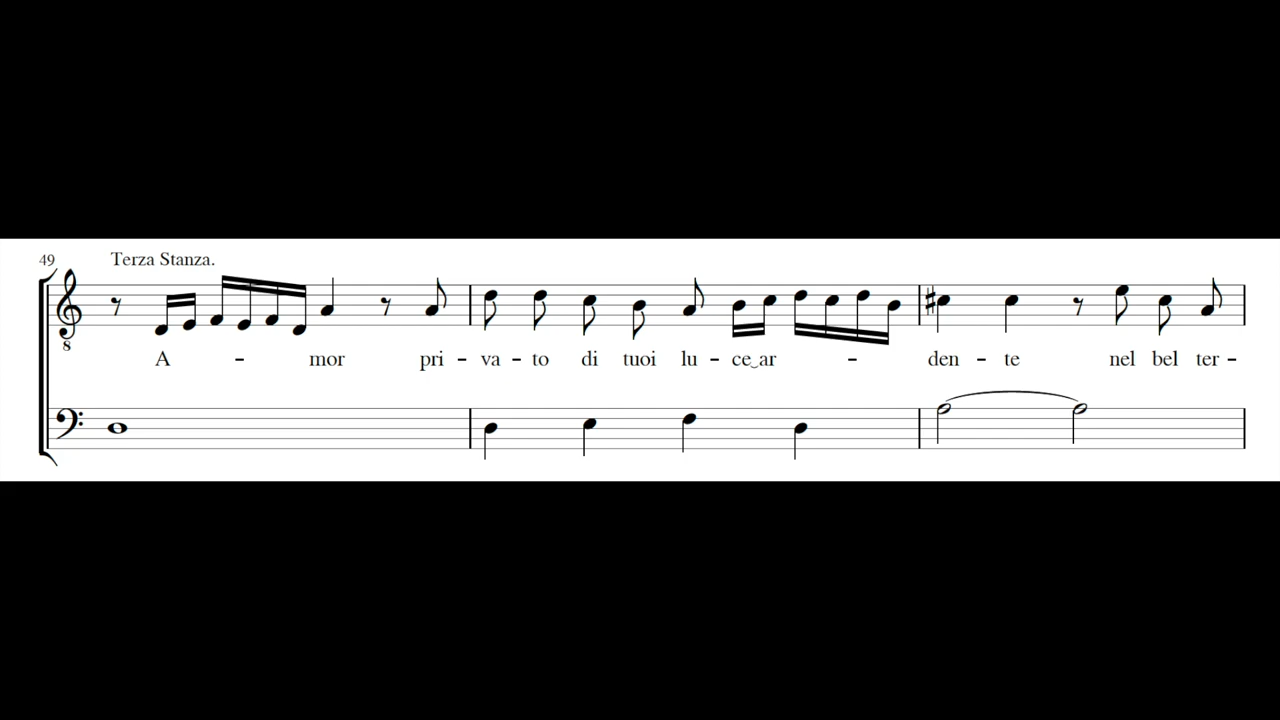 49 Terza Stanza.
8
A - mor pri - va - to di tuoi lu - ce‿ar - den - te nel bel ter -